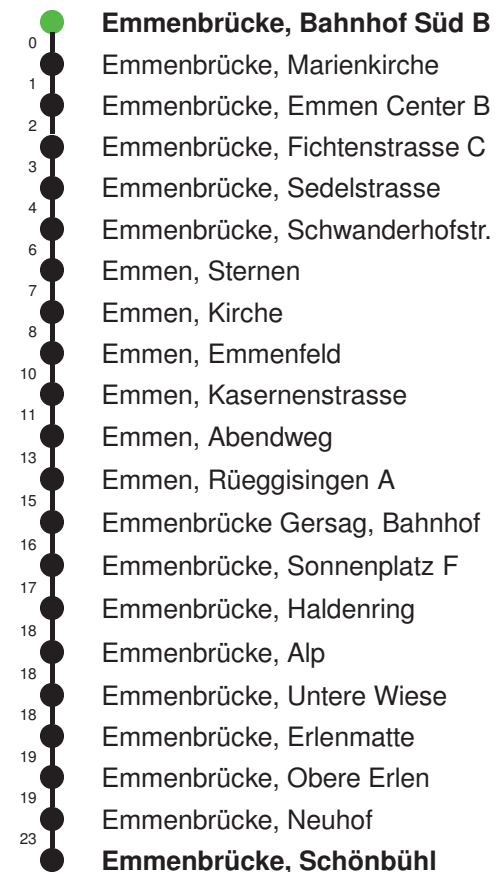 Emmenbrücke, Bahnhof Süd B
0
Emmenbrücke, Marienkirche
1
Emmenbrücke, Emmen Center B
2
Emmenbrücke, Fichtenstrasse C
3
Emmenbrücke, Sedelstrasse
4
Emmenbrücke, Schwanderhofstr.
6
Emmen, Sternen
7
Emmen, Kirche
8
Emmen, Emmenfeld
10
Emmen, Kasernenstrasse
11
Emmen, Abendweg
13
Emmen, Rüeggisingen A
15
Emmenbrücke Gersag, Bahnhof
16
Emmenbrücke, Sonnenplatz F
17
Emmenbrücke, Haldenring
18
Emmenbrücke, Alp
18
Emmenbrücke, Untere Wiese
18
Emmenbrücke, Erlenmatte
19
Emmenbrücke, Obere Erlen
19
Emmenbrücke, Neuhof
23
Emmenbrücke, Schönbühl